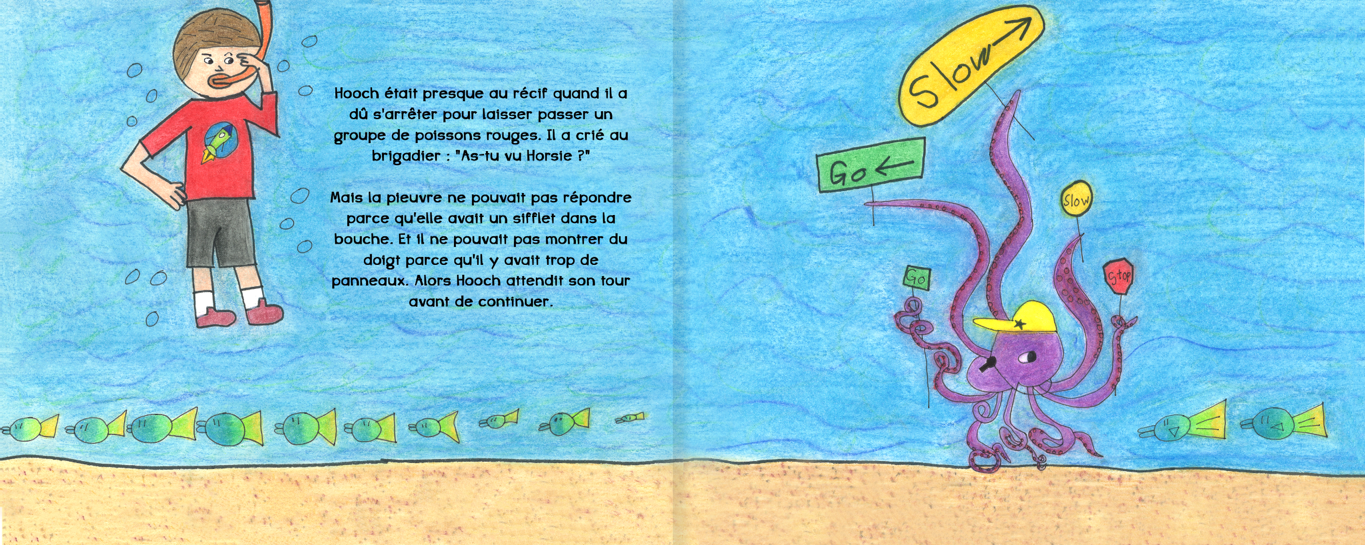 Hooch était presque au récif quand il a
dû s'arrêter pour laisser passer un
groupe de poissons rouges. Il a crié au
brigadier : "As-tu vu Horsie ?"
Mais la pieuvre ne pouvait pas répondre
parce qu'elle avait un sifflet dans la
bouche. Et il ne pouvait pas montrer du
doigt parce qu'il y avait trop de
panneaux. Alors Hooch attendit son tour
avant de continuer.
Slow
Go
Slow
Go
Stop